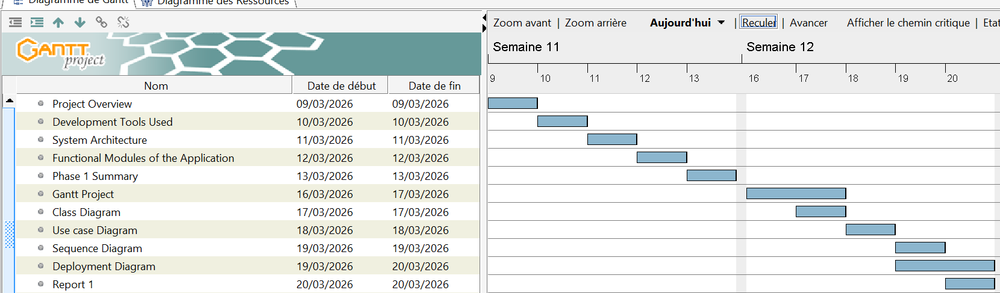 Diagramme de Gantt
Diagramme des Ressources
Zoom avant | Zoom arrière
Aujourd'hui | Reculer | Avancer
Afficher le chemin critique | Etat
GANTT
project
Semaine 11
Semaine 12
9 10 11 12 13 16 17 18 19 20
Nom Date de début Date de fin
Project Overview 09/03/2026 09/03/2026
Development Tools Used 10/03/2026 10/03/2026
System Architecture 11/03/2026 11/03/2026
Functional Modules of the Application 12/03/2026 12/03/2026
Phase 1 Summary 13/03/2026 13/03/2026
Gantt Project 16/03/2026 17/03/2026
Class Diagram 17/03/2026 17/03/2026
Use case Diagram 18/03/2026 18/03/2026
Sequence Diagram 19/03/2026 19/03/2026
Deployment Diagram 19/03/2026 20/03/2026
Report 1 20/03/2026 20/03/2026